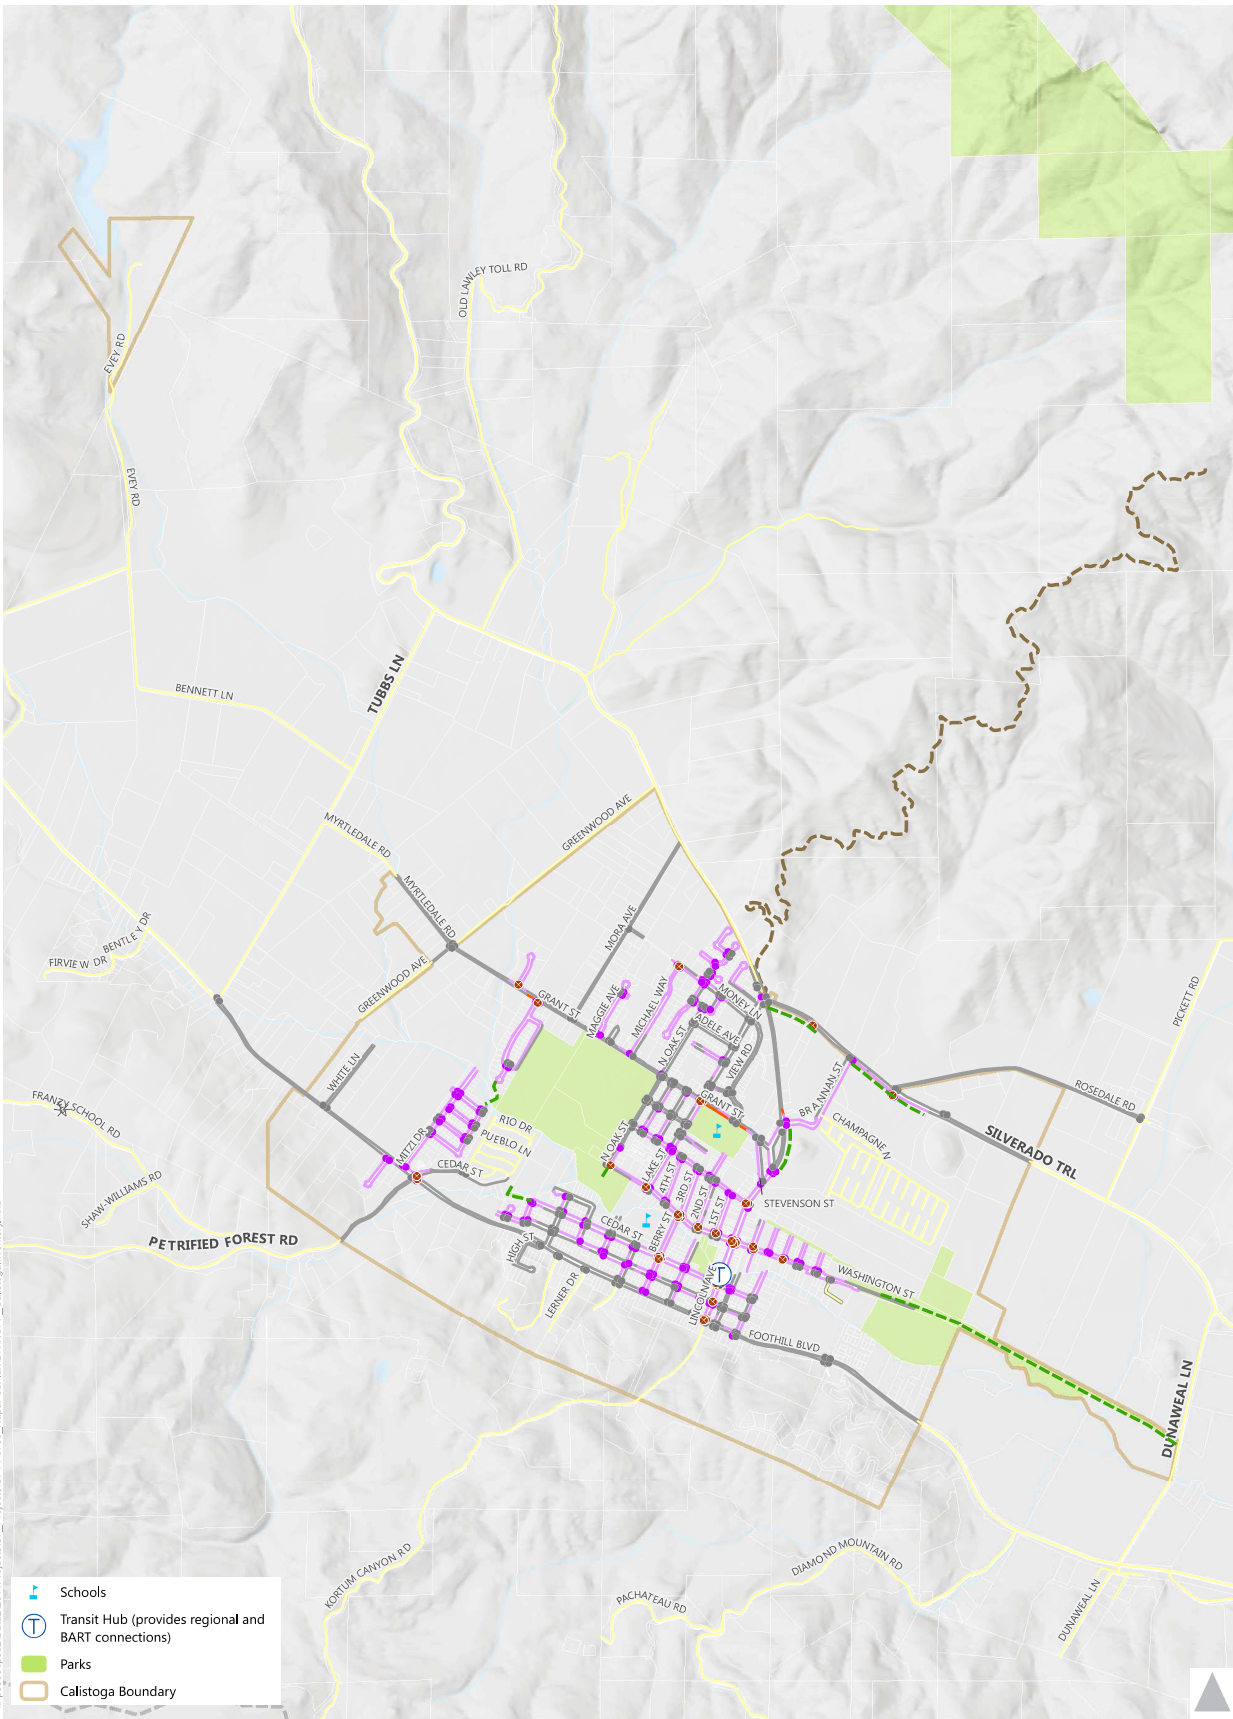 OLD LAWLEY TOLL RD
EVEY RD
EVEY RD
TUBBS LN
BENNETT LN
GREENWOOD AVE
MYRTLEDALE RD
MYRTLEDALE RD
MORA AVE
BENTLEY DR
FIRVIEW DR
GREENWOOD AVE
GRANT ST
MAGGIE AVE
MICHAEL WAY
MONEY LN
ADELE AVE
N OAK ST
VIEW RD
PICKETT RD
WHITE LN
FRANZ SCHOOL RD
ROSEDALE RD
BRANNAN ST
GRANT ST
CHAMPAGNE N
SILVERADO TRL
RIO DR
PUEBLO LN
MITZI DR
CEDAR ST
N OAK ST
LAKE ST
4TH ST
3RD ST
2ND ST
1ST ST
STEVENSON ST
SHAW-WILLIAMS RD
PETRIFIED FOREST RD
HIGH ST
CEDAR ST
BERRY ST
LERNER DR
LINCOLN AVE
T
WASHINGTON ST
FOOTHILL BLVD
DUNAWEAL LN
KORTUM CANYON RD
DIAMOND MOUNTAIN RD
PACHATEAU RD
DUNAWEAL LN
Schools
T
Transit Hub (provides regional and
BART connections)
Parks
Calistoga Boundary